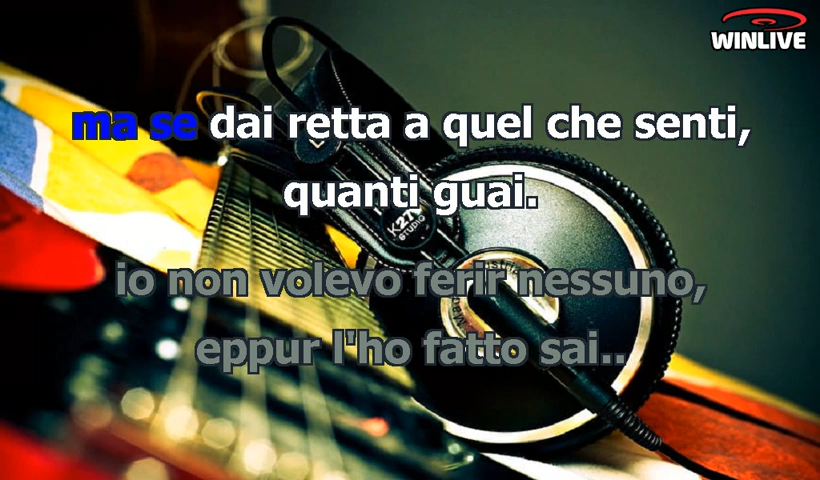 WINLIVE
ma se dai retta a quel che senti,
quanti guai.
K271
STUDIO
io non volevo ferir nessuno,
eppur l'ho fatto sai..